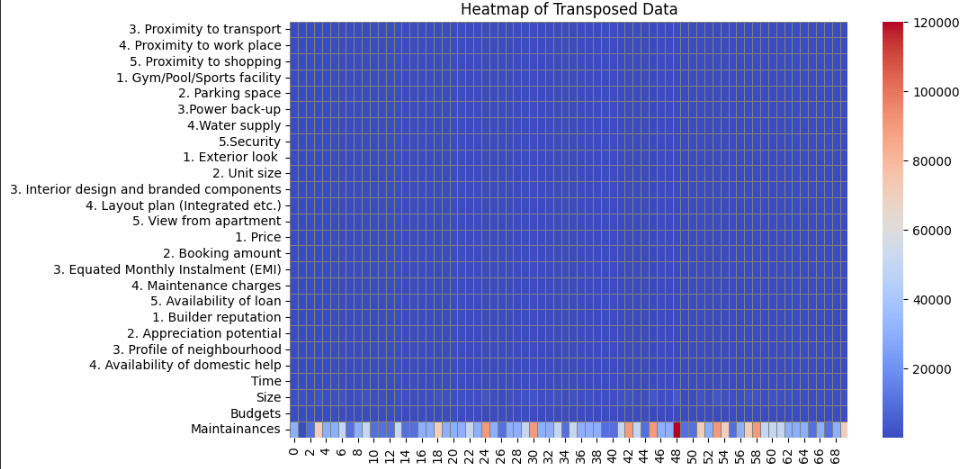 Heatmap of Transposed Data
3. Proximity to transport
4. Proximity to work place
5. Proximity to shopping
1. Gym/Pool/Sports facility
2. Parking space
3.Power back-up
4.Water supply
5.Security
1. Exterior look
2. Unit size
3. Interior design and branded components
4. Layout plan (Integrated etc.)
5. View from apartment
1. Price
2. Booking amount
3. Equated Monthly Instalment (EMI)
4. Maintenance charges
5. Availability of loan
1. Builder reputation
2. Appreciation potential
3. Profile of neighbourhood
4. Availability of domestic help
Time
Size
Budgets
Maintainances
0 2 4 6 8 10 12 14 16 18 20 22 24 26 28 30 32 34 36 38 40 42 44 46 48 50 52 54 56 58 60 62 64 66 68
120000
100000
80000
60000
40000
20000